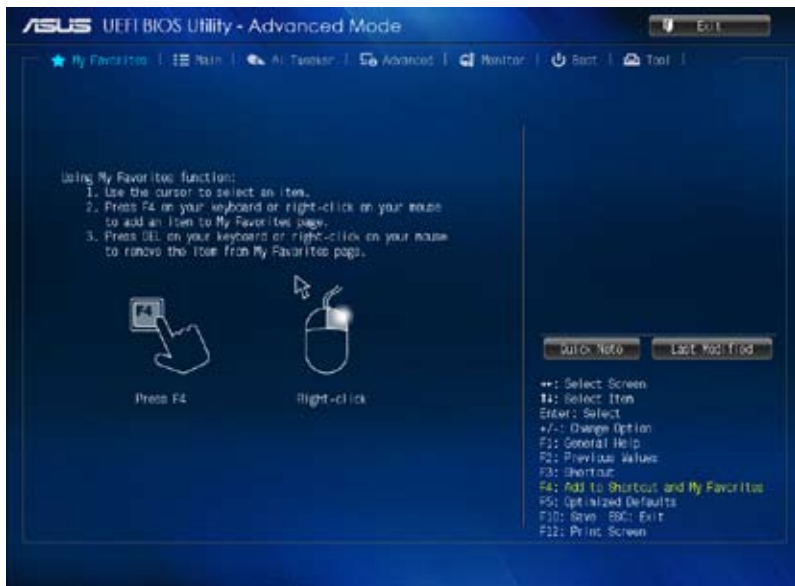 ASUS UEFI BIOS Utility - Advanced Mode
Exit
My Favorites | Main | Ai Tweaker | Advanced | Monitor | Boot | Tool |
Using My Favorites function:
1. Use the cursor to select an item.
2. Press F4 on your keyboard or right-click on your mouse
to add an item to My Favorites page.
3. Press DEL on your keyboard or right-click on your mouse
to remove the item from My Favorites page.
F4
Press F4
Right-click
Quick Note
Last Modified
→←: Select Screen
↑↓: Select Item
Enter: Select
+/-: Change Option
F1: General Help
F2: Previous Values
F3: Shortcut
F4: Add to Shortcut and My Favorites
F5: Optimized Defaults
F10: Save ESC: Exit
F12: Print Screen